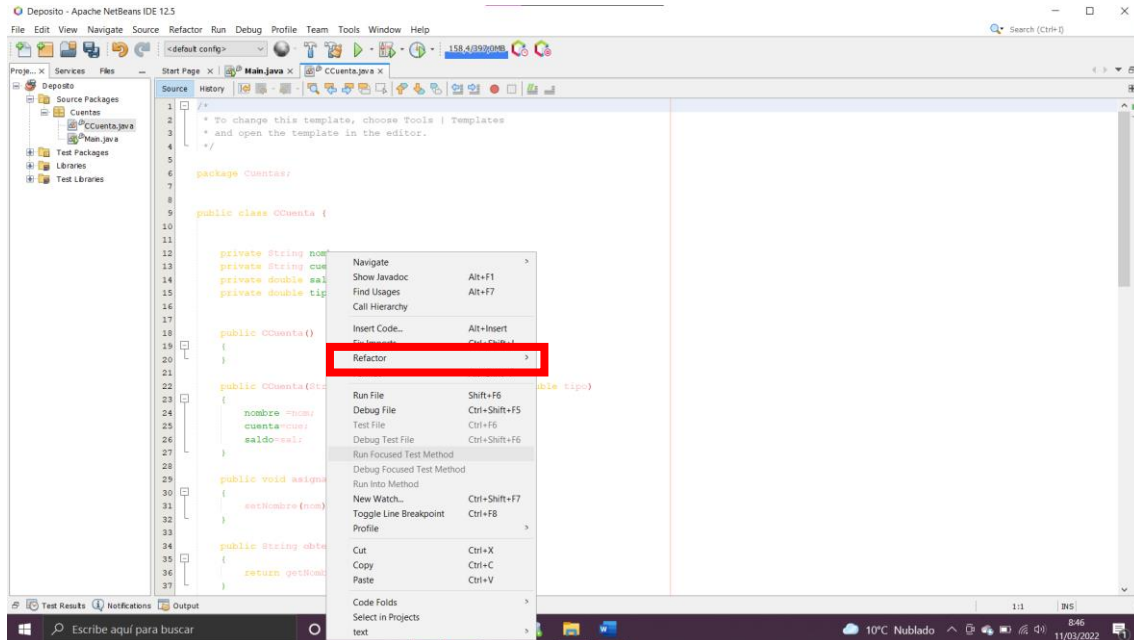 Deposito - Apache NetBeans IDE 12.5
File Edit View Navigate Source Refactor Run Debug Profile Team Tools Window Help
Search (Ctrl+I)
<default config>
158,4/397,0MB
Proje... Services Files
Start Page Main.java CCuenta.java
Deposito
Source Packages
Cuentas
CCuenta.java
Main.java
Test Packages
Libraries
Test Libraries
Source History
1 /*
2 * To change this template, choose Tools | Templates
3 * and open the template in the editor.
4 */
5
6 package Cuentas;
7
8
9 public class CCuenta {
10
11
12 private String nom
13 private String cue
14 private double sal
15 private double tip
16
17
18 public CCuenta()
19 {
20 }
21
22 public CCuenta(Str ble tipo)
23 {
24 nombre =nom;
25 cuenta=cue;
26 saldo=sal;
27 }
28
29 public void asigna
30 {
31 setNombre(nom)
32 }
33
34 public String obte
35 {
36 return getNomb
37 }
Navigate
Show Javadoc Alt+F1
Find Usages Alt+F7
Call Hierarchy
Insert Code... Alt+Insert
Fix Imports Ctrl+Shift+I
Refactor
Run File Shift+F6
Debug File Ctrl+Shift+F5
Test File Ctrl+F6
Debug Test File Ctrl+Shift+F6
Run Focused Test Method
Debug Focused Test Method
Run Into Method
New Watch... Ctrl+Shift+F7
Toggle Line Breakpoint Ctrl+F8
Profile
Cut Ctrl+X
Copy Ctrl+C
Paste Ctrl+V
Code Folds
Select in Projects
text
Test Results Notifications Output
1:1 INS
Escribe aquí para buscar
10°C Nublado
8:46
11/03/2022